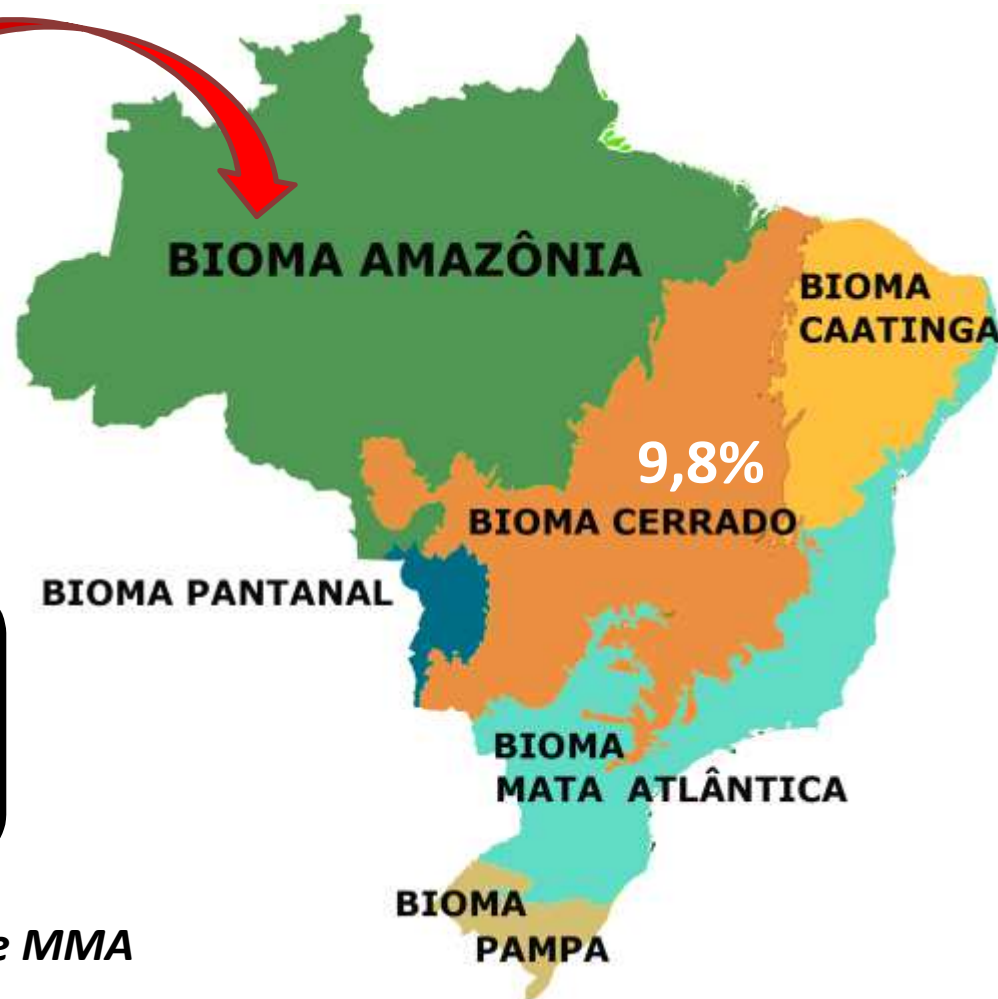 BIOMA AMAZÔNIA
BIOMA
CAATINGA
9,8%
BIOMA CERRADO
BIOMA PANTANAL
BIOMA
MATA ATLÂNTICA
BIOMA
PAMPA
e MMA